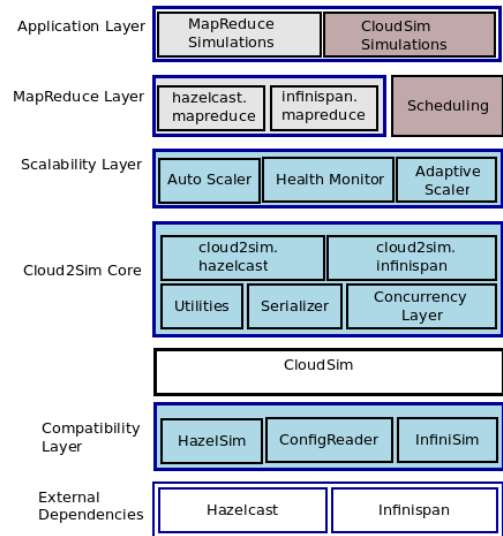 Application Layer
MapReduce
Simulations
CloudSim
Simulations
MapReduce Layer
hazelcast.
mapreduce
infinispan.
mapreduce
Scheduling
Scalability Layer
Auto Scaler
Health Monitor
Adaptive
Scaler
Cloud2Sim Core
cloud2sim.
hazelcast
cloud2sim.
infinispan
Utilities
Serializer
Concurrency
Layer
CloudSim
Compatibility
Layer
HazelSim
ConfigReader
InfiniSim
External
Dependencies
Hazelcast
Infinispan